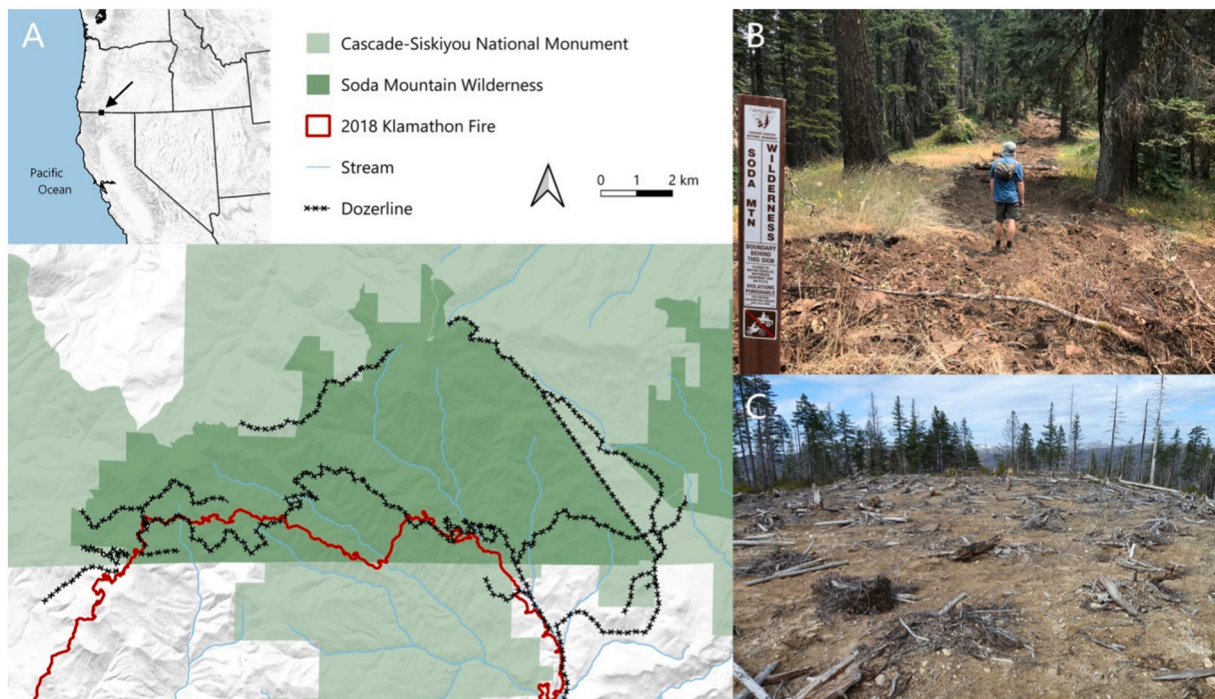 A
Pacific
Ocean
Cascade-Siskiyou National Monument
Soda Mountain Wilderness
2018 Klamathon Fire
Stream
Dozerline
0 1 2 km
B
SODA MTN
WILDERNESS
BOUNDARY
BEHIND
THIS SIGN
VIOLATIONS
PUNISHABLE
C